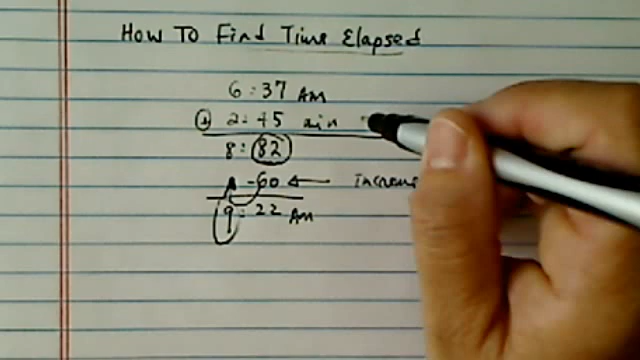 How To Find Time Elapsed
6:37 AM
+ 2:45 min
8:82
-60 ← Increas
9:22 AM